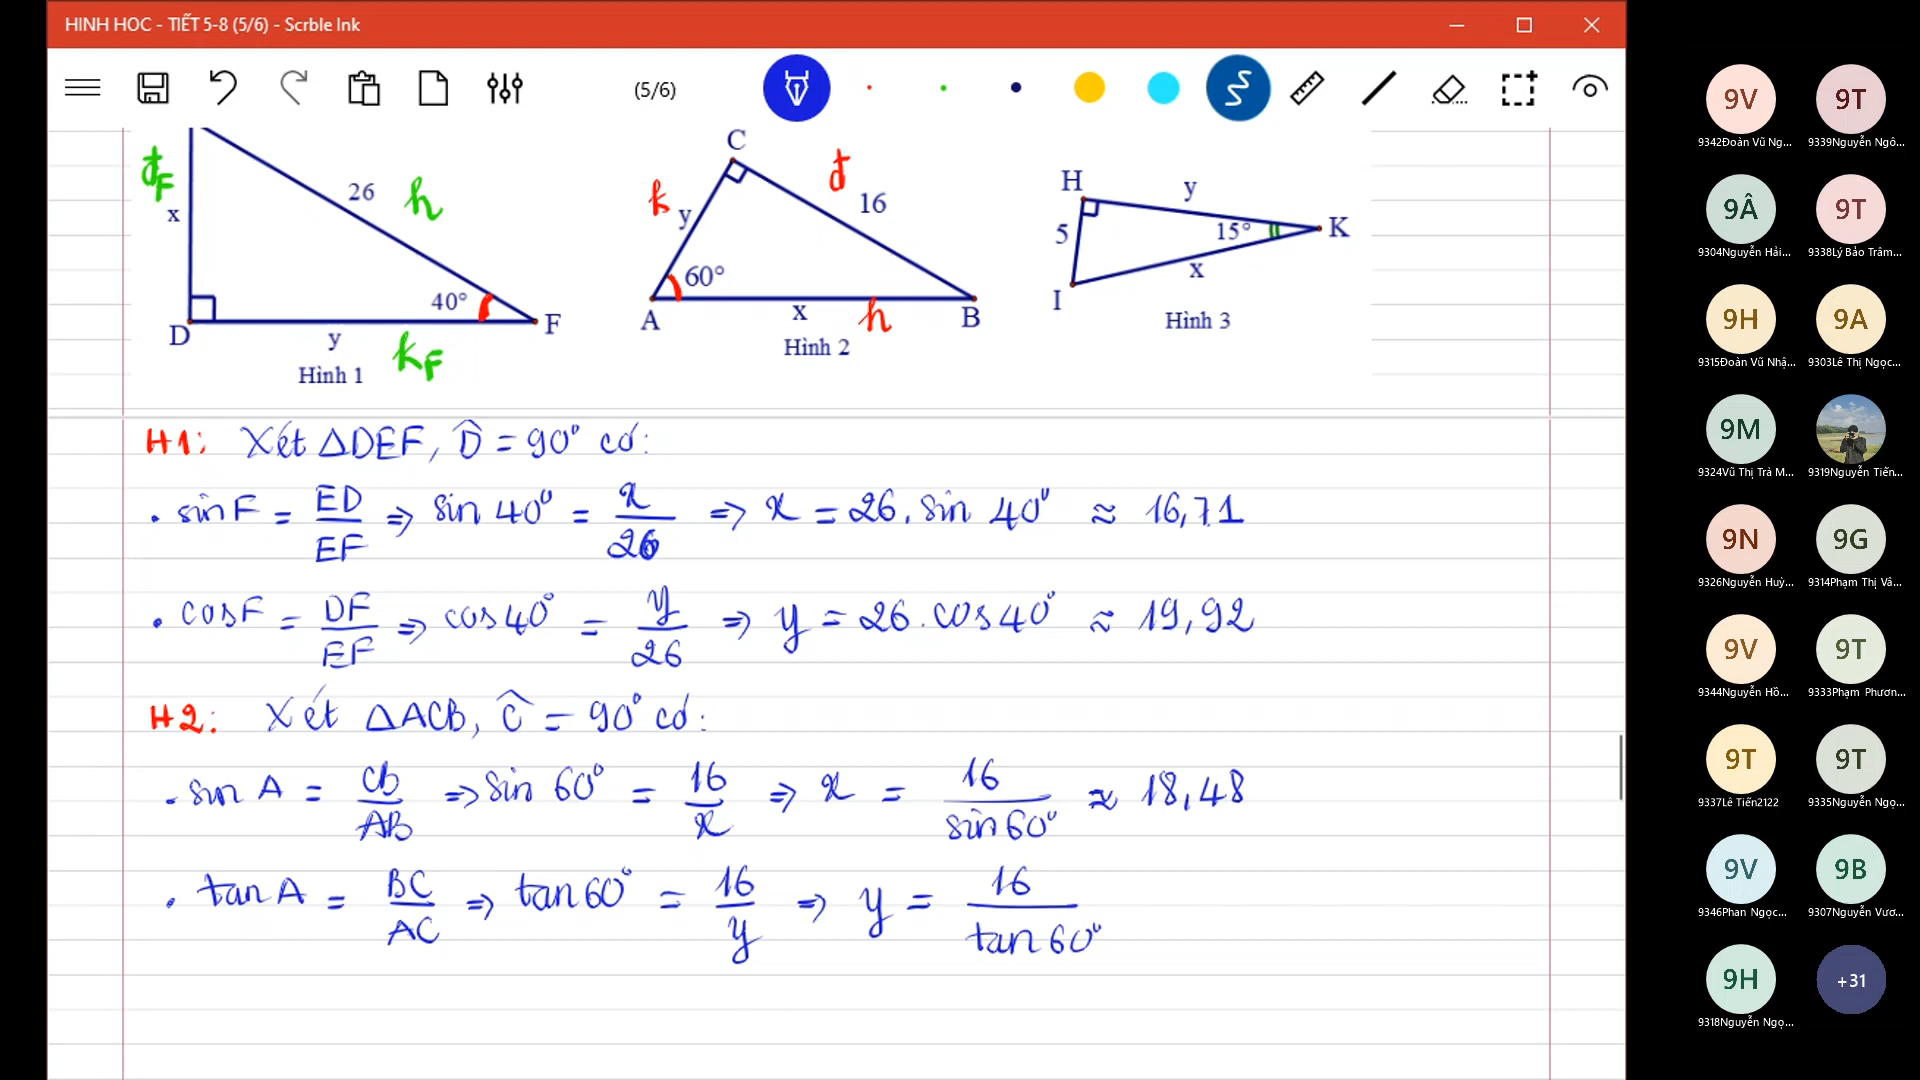 HINH HOC - TIẾT 5-8 (5/6) - Scrble Ink
(5/6)
đF
x
26
h
D
40°
F
y
kF
Hình 1
C
k
y
đ
16
60°
A
x
h
B
Hình 2
H
y
5
15°
K
x
I
Hình 3
H1: Xét ΔDEF, D̂ = 90° có:
• sin F = ED/EF ⇒ sin 40° = x/26 ⇒ x = 26 . sin 40° ≈ 16,71
• cos F = DF/EF ⇒ cos 40° = y/26 ⇒ y = 26 . cos 40° ≈ 19,92
H2: Xét ΔACB, Ĉ = 90° có:
• sin A = CB/AB ⇒ sin 60° = 16/x ⇒ x = 16/sin 60° ≈ 18,48
• tan A = BC/AC ⇒ tan 60° = 16/y ⇒ y = 16/tan 60°
9V 9T
9342Đoàn Vũ Ng... 9339Nguyễn Ngô...
9Â 9T
9304Nguyễn Hải... 9338Lý Bảo Trâm...
9H 9A
9315Đoàn Vũ Nhậ... 9303Lê Thị Ngọc...
9M
9324Vũ Thị Trà M... 9319Nguyễn Tiến...
9N 9G
9326Nguyễn Huỳ... 9314Phạm Thị Vâ...
9V 9T
9344Nguyễn Hồ... 9333Phạm Phươn...
9T 9T
9337Lê Tiến2122 9335Nguyễn Ngọ...
9V 9B
9346Phan Ngọc... 9307Nguyễn Vươ...
9H +31
9318Nguyễn Ngọ...